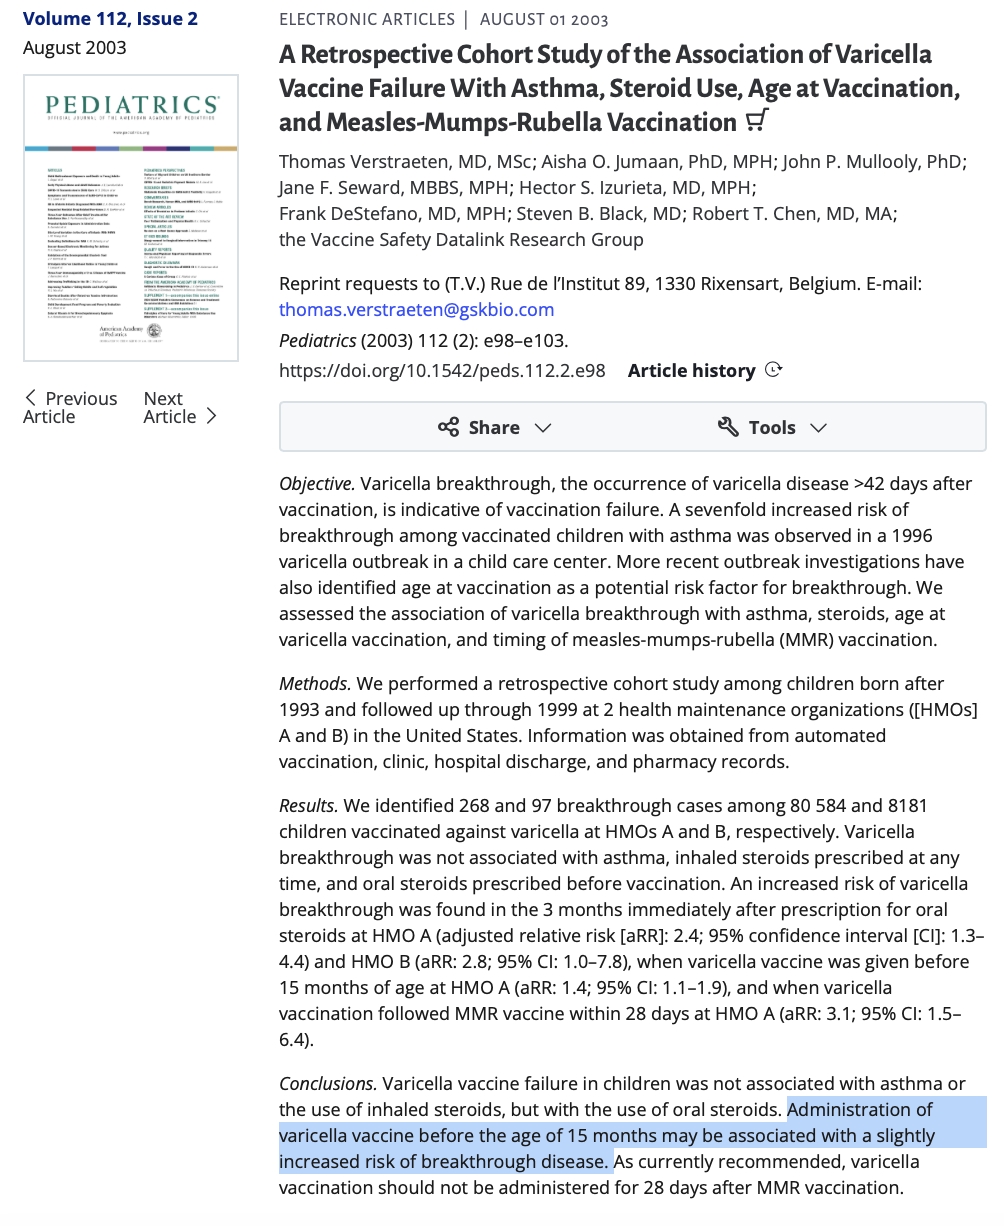 Volume 112, Issue 2
August 2003
PEDIATRICS
OFFICIAL JOURNAL OF THE AMERICAN ACADEMY OF PEDIATRICS
American Academy
of Pediatrics
Previous Article
Next Article
ELECTRONIC ARTICLES | AUGUST 01 2003
A Retrospective Cohort Study of the Association of Varicella
Vaccine Failure With Asthma, Steroid Use, Age at Vaccination,
and Measles-Mumps-Rubella Vaccination
Thomas Verstraeten, MD, MSc; Aisha O. Jumaan, PhD, MPH; John P. Mullooly, PhD;
Jane F. Seward, MBBS, MPH; Hector S. Izurieta, MD, MPH;
Frank DeStefano, MD, MPH; Steven B. Black, MD; Robert T. Chen, MD, MA;
the Vaccine Safety Datalink Research Group
Reprint requests to (T.V.) Rue de l’Institut 89, 1330 Rixensart, Belgium. E-mail:
thomas.verstraeten@gskbio.com
Pediatrics (2003) 112 (2): e98–e103.
https://doi.org/10.1542/peds.112.2.e98 Article history
Share Tools
Objective. Varicella breakthrough, the occurrence of varicella disease >42 days after
vaccination, is indicative of vaccination failure. A sevenfold increased risk of
breakthrough among vaccinated children with asthma was observed in a 1996
varicella outbreak in a child care center. More recent outbreak investigations have
also identified age at vaccination as a potential risk factor for breakthrough. We
assessed the association of varicella breakthrough with asthma, steroids, age at
varicella vaccination, and timing of measles-mumps-rubella (MMR) vaccination.
Methods. We performed a retrospective cohort study among children born after
1993 and followed up through 1999 at 2 health maintenance organizations ([HMOs]
A and B) in the United States. Information was obtained from automated
vaccination, clinic, hospital discharge, and pharmacy records.
Results. We identified 268 and 97 breakthrough cases among 80 584 and 8181
children vaccinated against varicella at HMOs A and B, respectively. Varicella
breakthrough was not associated with asthma, inhaled steroids prescribed at any
time, and oral steroids prescribed before vaccination. An increased risk of varicella
breakthrough was found in the 3 months immediately after prescription for oral
steroids at HMO A (adjusted relative risk [aRR]: 2.4; 95% confidence interval [CI]: 1.3–
4.4) and HMO B (aRR: 2.8; 95% CI: 1.0–7.8), when varicella vaccine was given before
15 months of age at HMO A (aRR: 1.4; 95% CI: 1.1–1.9), and when varicella
vaccination followed MMR vaccine within 28 days at HMO A (aRR: 3.1; 95% CI: 1.5–
6.4).
Conclusions. Varicella vaccine failure in children was not associated with asthma or
the use of inhaled steroids, but with the use of oral steroids. Administration of
varicella vaccine before the age of 15 months may be associated with a slightly
increased risk of breakthrough disease. As currently recommended, varicella
vaccination should not be administered for 28 days after MMR vaccination.